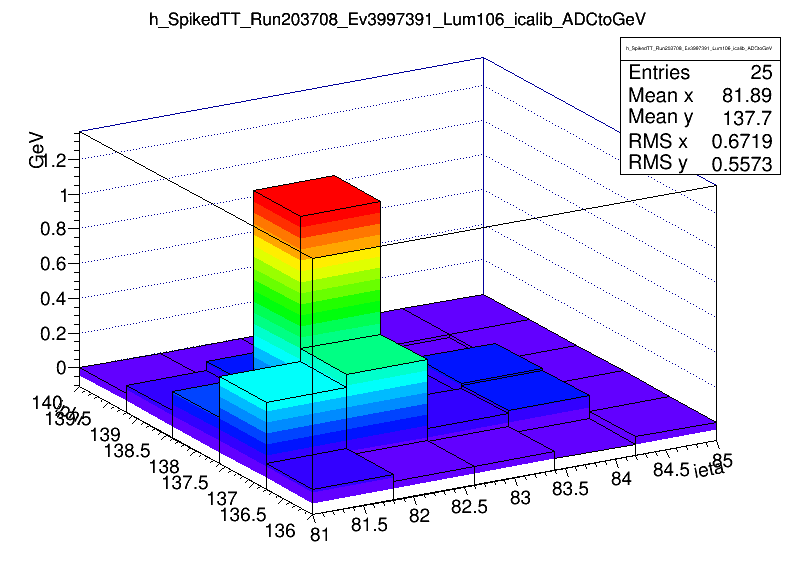 h_SpikedTT_Run203708_Ev3997391_Lum106_icalib_ADCtoGeV
h_SpikedTT_Run203708_Ev3997391_Lum106_icalib_ADCtoGeV
Entries 25
Mean x 81.89
Mean y 137.7
RMS x 0.6719
RMS y 0.5573
GeV
1.2
1
0.8
0.6
0.4
0.2
0
140
139.5
139
138.5
138
137.5
137
136.5
136
81
81.5
82
82.5
83
83.5
84
84.5
85
ieta